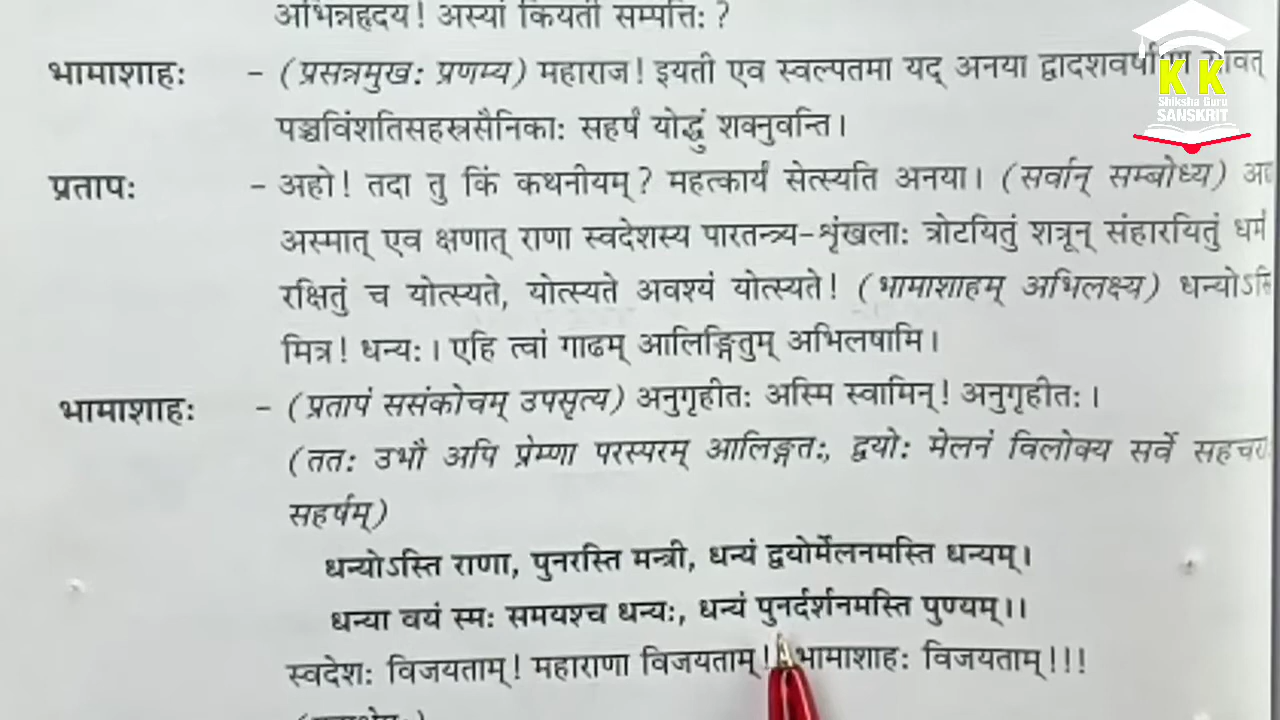 अभिन्नहृदय! अस्यां कियती सम्पत्तिः ?
K K
Shiksha Guru
SANSKRIT
भामाशाहः - (प्रसन्नमुखः प्रणम्य) महाराज! इयती एव स्वल्पतमा यद् अनया
पञ्चविंशतिसहस्रसैनिकाः सहर्षं योद्धुं शक्नुवन्ति।
प्रतापः - अहो! तदा तु किं कथनीयम्? महत्कार्यं सेत्स्यति अनया। (सर्वान् सम्बोध्य)
अस्मात् एव क्षणात् राणा स्वदेशस्य पारतन्त्र्य-शृंखलाः त्रोटयितुं शत्रून् संहारयितुं धर्मं
रक्षितुं च योत्स्यते, योत्स्यते अवश्यं योत्स्यते! (भामाशाहम् अभिलक्ष्य)
मित्र! धन्यः। एहि त्वां गाढम् आलिङ्गितुम् अभिलषामि।
भामाशाहः - (प्रतापं ससंकोचम् उपसृत्य) अनुगृहीतः अस्मि स्वामिन्! अनुगृहीतः।
(ततः उभौ अपि प्रेम्णा परस्परम् आलिङ्गतः, द्वयोः मेलनं विलोक्य सर्वे
सहर्षम्)
धन्योऽस्ति राणा, पुनरस्ति मन्त्री, धन्यं द्वयोर्मेलनमस्ति धन्यम्।
धन्या वयं स्मः समयश्च धन्यः, धन्यं पुनर्दर्शनमस्ति पुण्यम्।।
स्वदेशः विजयताम्! महाराणा विजयताम्! भामाशाहः विजयताम्!!!